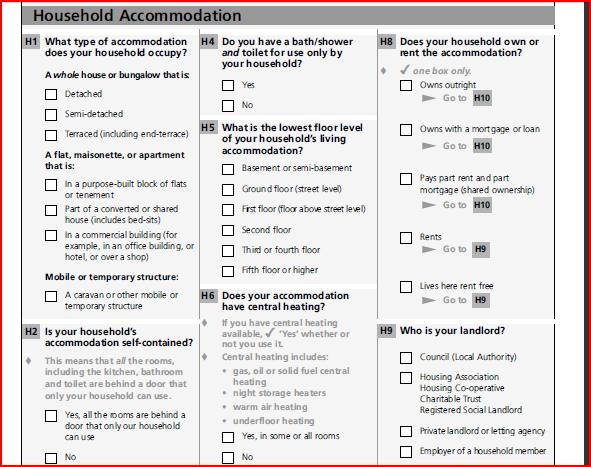 Household Accommodation
H1 What type of accommodation
does your household occupy?
A whole house or bungalow that is:
Detached
Semi-detached
Terraced (including end-terrace)
A flat, maisonette, or apartment
that is:
In a purpose-built block of flats
or tenement
Part of a converted or shared
house (includes bed-sits)
In a commercial building (for
example, in an office building, or
hotel, or over a shop)
Mobile or temporary structure:
A caravan or other mobile or
temporary structure
H2 Is your household's
accommodation self-contained?
♦ This means that all the rooms,
including the kitchen, bathroom
and toilet are behind a door that
only your household can use.
Yes, all the rooms are behind a
door that only our household
can use
No
H4 Do you have a bath/shower
and toilet for use only by
your household?
Yes
No
H5 What is the lowest floor level
of your household's living
accommodation?
Basement or semi-basement
Ground floor (street level)
First floor (floor above street level)
Second floor
Third or fourth floor
Fifth floor or higher
H6 Does your accommodation
have central heating?
♦ If you have central heating
available, ✓ 'Yes' whether or
not you use it.
♦ Central heating includes:
• gas, oil or solid fuel central
heating
• night storage heaters
• warm air heating
• underfloor heating
Yes, in some or all rooms
No
H8 Does your household own or
rent the accommodation?
♦ ✓ one box only.
Owns outright
► Go to H10
Owns with a mortgage or loan
► Go to H10
Pays part rent and part
mortgage (shared ownership)
► Go to H10
Rents
► Go to H9
Lives here rent free
► Go to H9
H9 Who is your landlord?
Council (Local Authority)
Housing Association
Housing Co-operative
Charitable Trust
Registered Social Landlord
Private landlord or letting agency
Employer of a household member